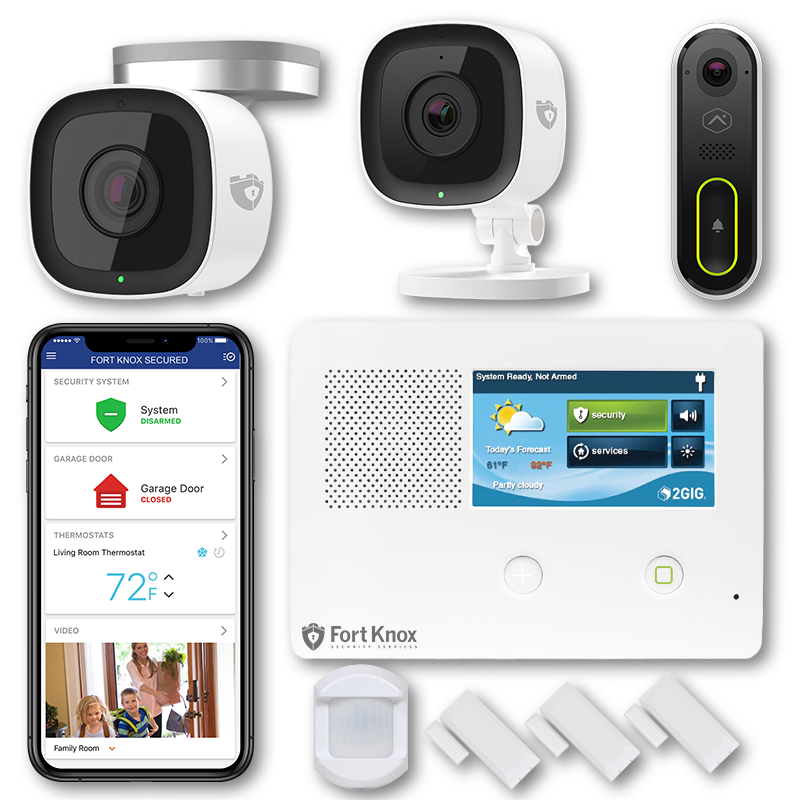 100%
FORT KNOX SECURED
SECURITY SYSTEM
System
DISARMED
GARAGE DOOR
Garage Door
CLOSED
THERMOSTATS
Living Room Thermostat
72°F
VIDEO
Family Room
System Ready, Not Armed
security
services
Today's Forecast
61°F 92°F
Partly cloudy
2GIG
Fort Knox
SECURITY SERVICES